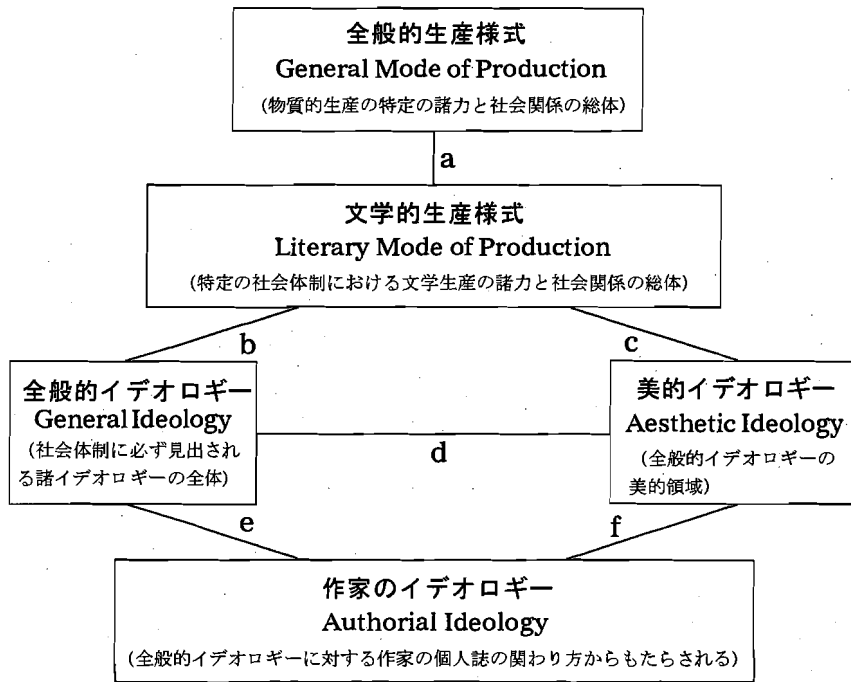 全般的生産様式
General Mode of Production
(物質的生産の特定の諸力と社会関係の総体)
a
文学的生産様式
Literary Mode of Production
(特定の社会体制における文学生産の諸力と社会関係の総体)
b
c
全般的イデオロギー
General Ideology
(社会体制に必ず見出され
る諸イデオロギーの全体)
d
美的イデオロギー
Aesthetic Ideology
(全般的イデオロギーの
美的領域)
e
f
作家のイデオロギー
Authorial Ideology
(全般的イデオロギーに対する作家の個人誌の関わり方からもたらされる)